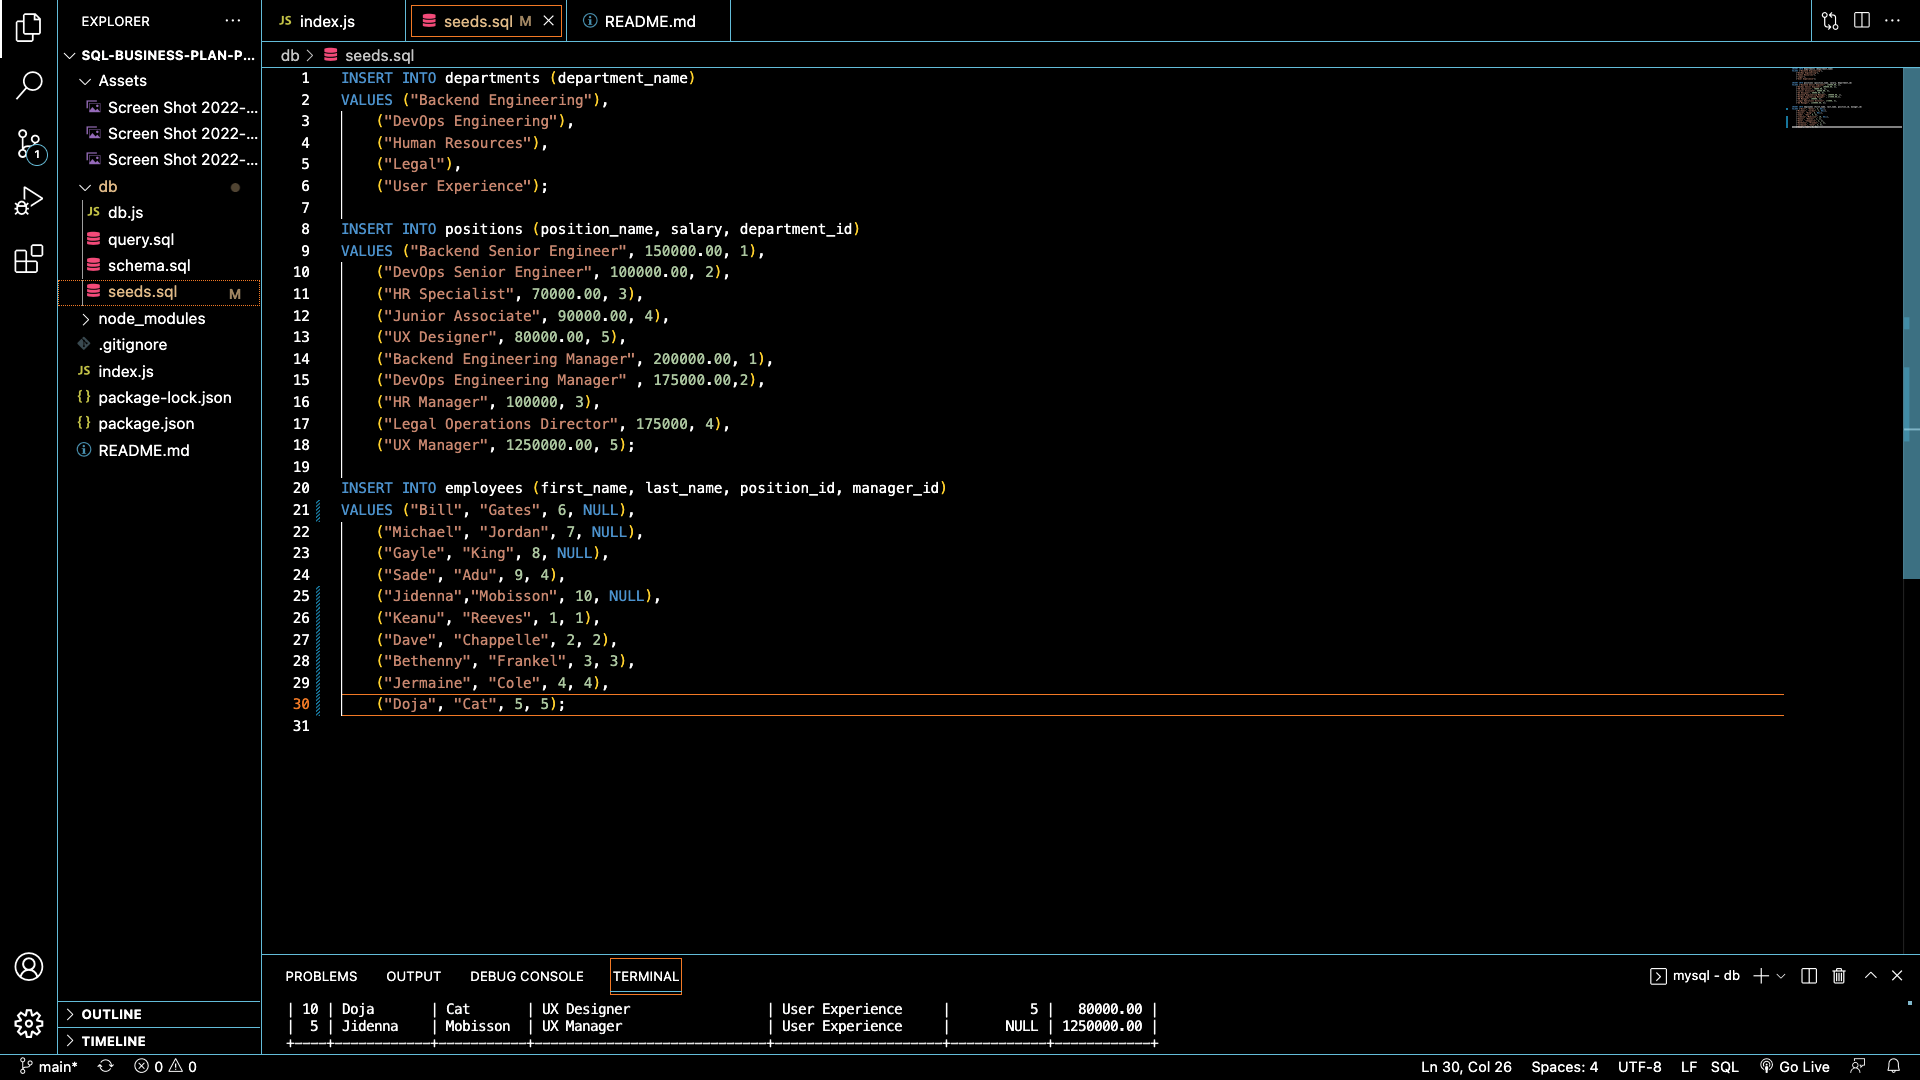 EXPLORER ···
SQL-BUSINESS-PLAN-P...
Assets
Screen Shot 2022-...
Screen Shot 2022-...
Screen Shot 2022-...
db
JS db.js
query.sql
schema.sql
seeds.sql M
node_modules
.gitignore
JS index.js
{} package-lock.json
{} package.json
README.md
OUTLINE
TIMELINE
1
JS index.js
seeds.sql M ×
README.md
db > seeds.sql
1 INSERT INTO departments (department_name)
2 VALUES ("Backend Engineering"),
3 ("DevOps Engineering"),
4 ("Human Resources"),
5 ("Legal"),
6 ("User Experience");
7
8 INSERT INTO positions (position_name, salary, department_id)
9 VALUES ("Backend Senior Engineer", 150000.00, 1),
10 ("DevOps Senior Engineer", 100000.00, 2),
11 ("HR Specialist", 70000.00, 3),
12 ("Junior Associate", 90000.00, 4),
13 ("UX Designer", 80000.00, 5),
14 ("Backend Engineering Manager", 200000.00, 1),
15 ("DevOps Engineering Manager" , 175000.00,2),
16 ("HR Manager", 100000, 3),
17 ("Legal Operations Director", 175000, 4),
18 ("UX Manager", 1250000.00, 5);
19
20 INSERT INTO employees (first_name, last_name, position_id, manager_id)
21 VALUES ("Bill", "Gates", 6, NULL),
22 ("Michael", "Jordan", 7, NULL),
23 ("Gayle", "King", 8, NULL),
24 ("Sade", "Adu", 9, 4),
25 ("Jidenna","Mobisson", 10, NULL),
26 ("Keanu", "Reeves", 1, 1),
27 ("Dave", "Chappelle", 2, 2),
28 ("Bethenny", "Frankel", 3, 3),
29 ("Jermaine", "Cole", 4, 4),
30 ("Doja", "Cat", 5, 5);
31
PROBLEMS OUTPUT DEBUG CONSOLE TERMINAL mysql - db
| 10 | Doja | Cat | UX Designer | User Experience | 5 | 80000.00 |
| 5 | Jidenna | Mobisson | UX Manager | User Experience | NULL | 1250000.00 |
main* 0 0 Ln 30, Col 26 Spaces: 4 UTF-8 LF SQL Go Live